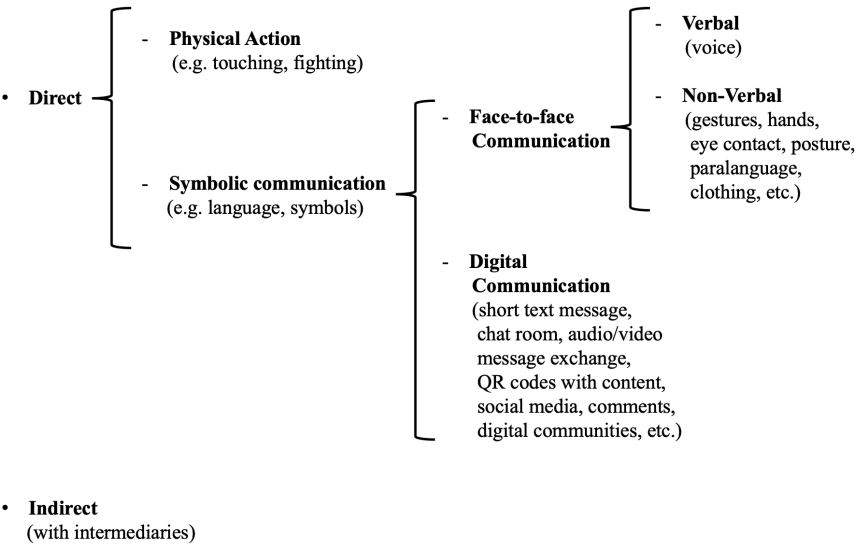 • Direct
- Physical Action
(e.g. touching, fighting)
- Symbolic communication
(e.g. language, symbols)
- Face-to-face
Communication
- Verbal
(voice)
- Non-Verbal
(gestures, hands,
eye contact, posture,
paralanguage,
clothing, etc.)
- Digital
Communication
(short text message,
chat room, audio/video
message exchange,
QR codes with content,
social media, comments,
digital communities, etc.)
• Indirect
(with intermediaries)